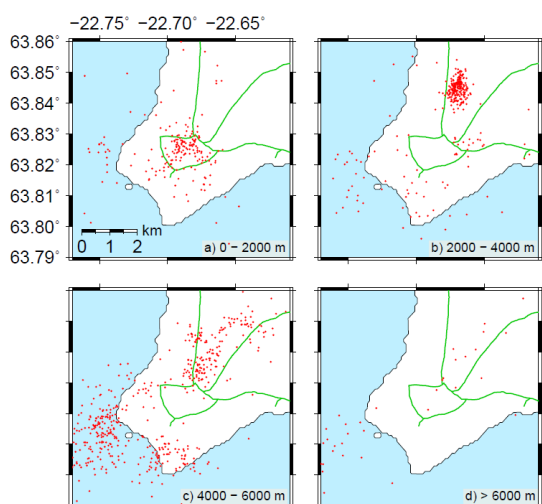 −22.75° −22.70° −22.65°
63.86°
63.85°
63.84°
63.83°
63.82°
63.81°
63.80°
63.79°
km
0 1 2
a) 0 − 2000 m
b) 2000 − 4000 m
c) 4000 − 6000 m
d) > 6000 m